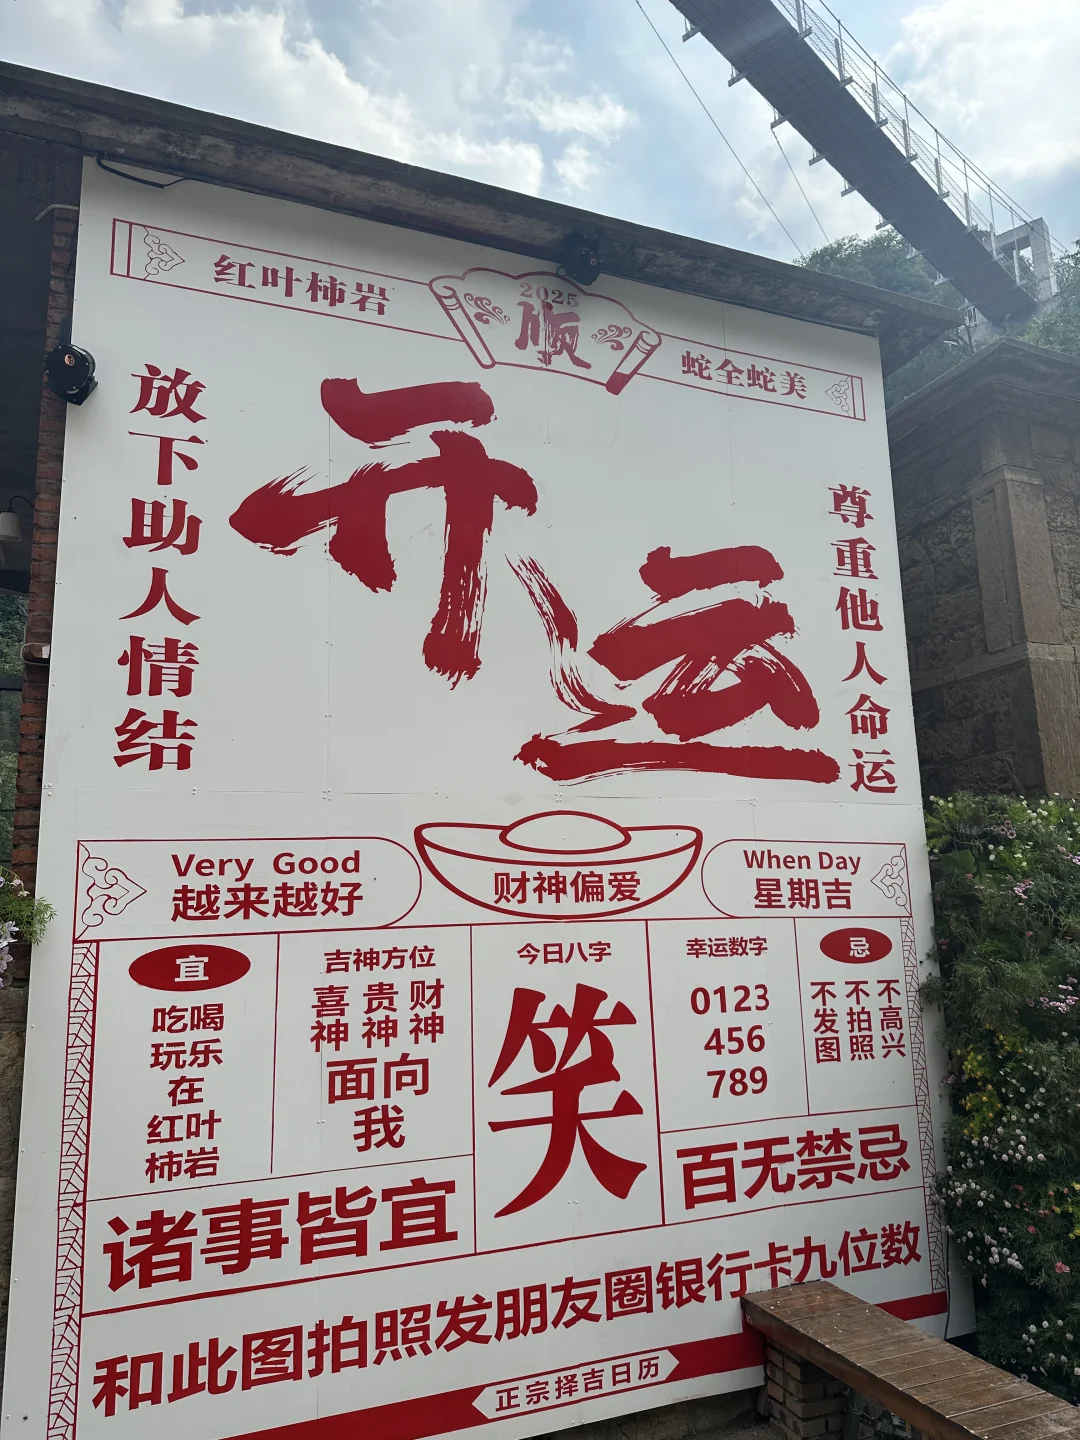 红叶柿岩
2025
顺
蛇全蛇美
放下助人情结
开运
尊重他人命运
Very Good
越来越好
财神偏爱
When Day
星期吉
宜
吃喝
玩乐
在
红叶
柿岩
吉神方位
喜神 贵神 财神
面向
我
今日八字
笑
幸运数字
0123
456
789
忌
不高兴
不拍照
不发图
诸事皆宜
百无禁忌
和此图拍照发朋友圈银行卡九位数
正宗择吉日历